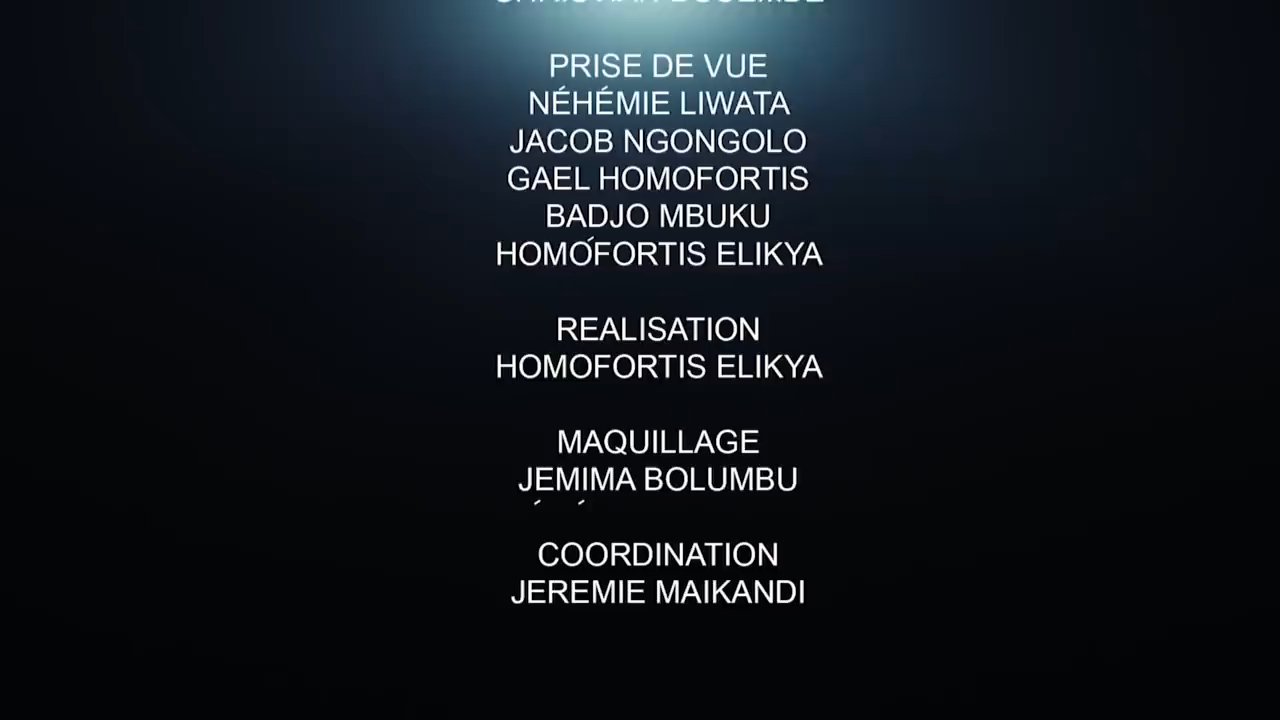 PRISE DE VUE
NÉHÉMIE LIWATA
JACOB NGONGOLO
GAEL HOMOFORTIS
BADJO MBUKU
HOMOFORTIS ELIKYA
REALISATION
HOMOFORTIS ELIKYA
MAQUILLAGE
JEMIMA BOLUMBU
COORDINATION
JEREMIE MAIKANDI